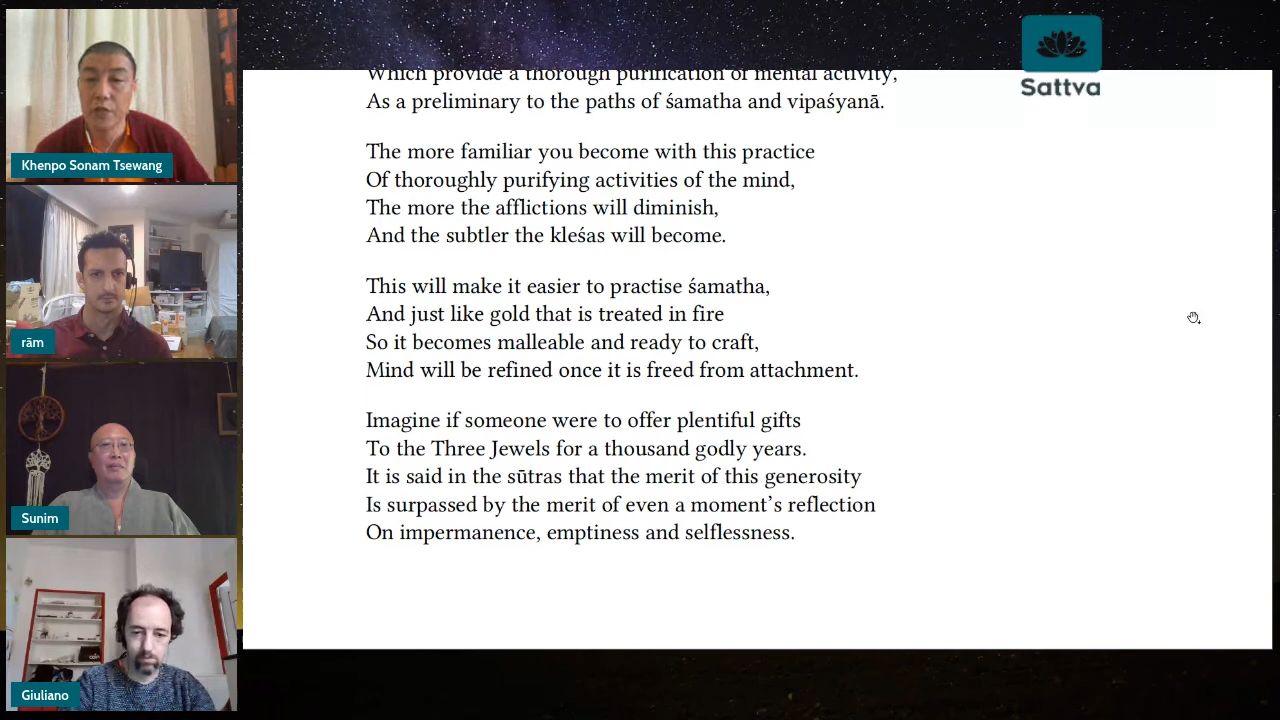 Khenpo Sonam Tsewang
rām
Sunim
Giuliano
Sattva
Which provide a thorough purification of mental activity,
As a preliminary to the paths of śamatha and vipaśyanā.
The more familiar you become with this practice
Of thoroughly purifying activities of the mind,
The more the afflictions will diminish,
And the subtler the kleśas will become.
This will make it easier to practise śamatha,
And just like gold that is treated in fire
So it becomes malleable and ready to craft,
Mind will be refined once it is freed from attachment.
Imagine if someone were to offer plentiful gifts
To the Three Jewels for a thousand godly years.
It is said in the sūtras that the merit of this generosity
Is surpassed by the merit of even a moment’s reflection
On impermanence, emptiness and selflessness.